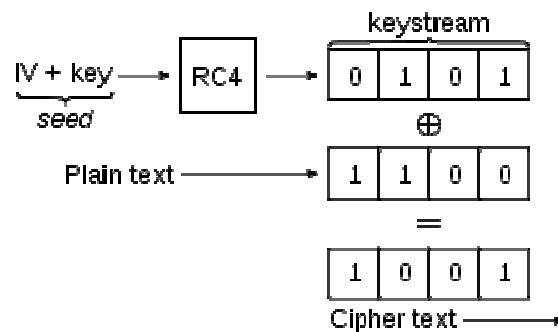 keystream
IV + key RC4 0 1 0 1
seed
⊕
Plain text 1 1 0 0
=
1 0 0 1
Cipher text